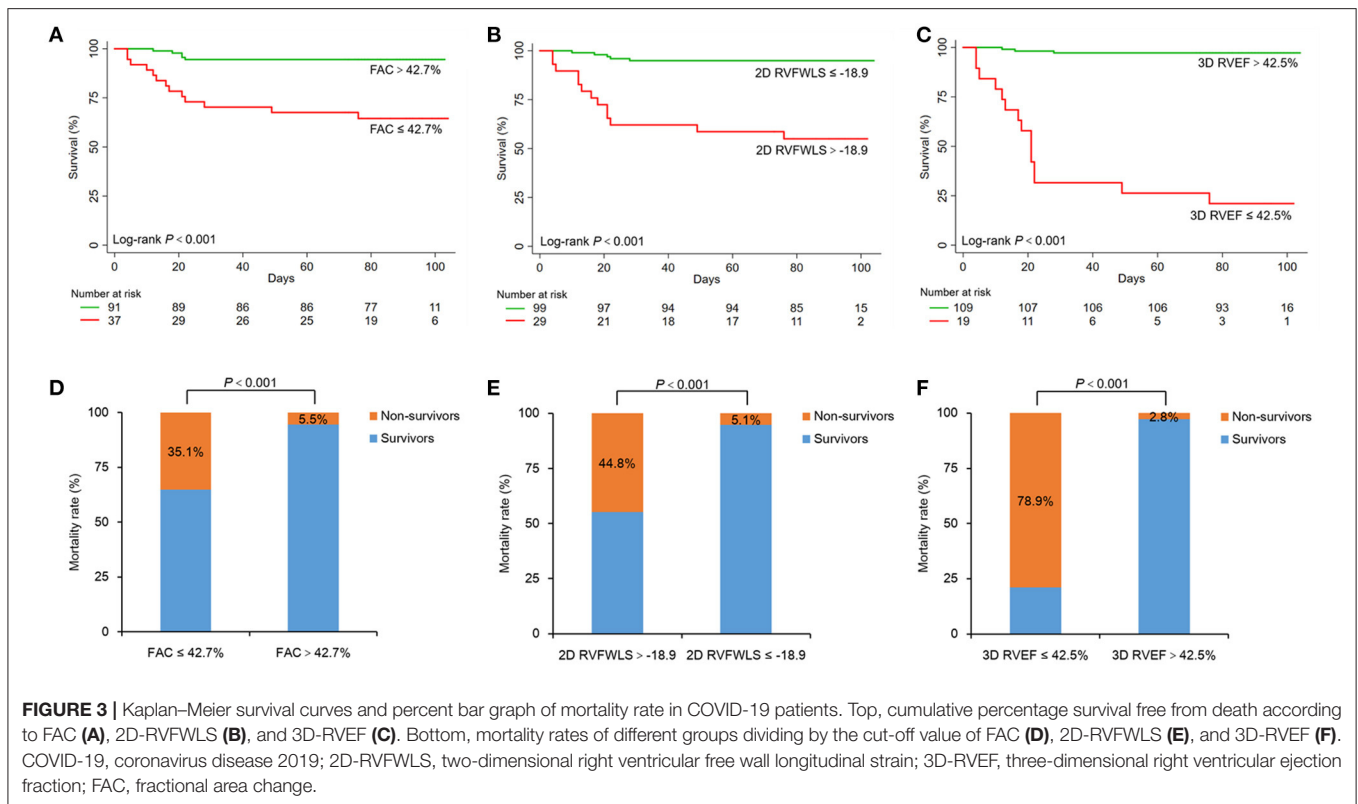 A
100
75
50
25
0
Survival (%)
FAC > 42.7%
FAC ≤ 42.7%
Log-rank P < 0.001
0 20 40 60 80 100
Days
Number at risk
91 89 86 86 77 11
37 29 26 25 19 6
B
100
75
50
25
0
Survival (%)
2D RVFWLS ≤ -18.9
2D RVFWLS > -18.9
Log-rank P < 0.001
0 20 40 60 80 100
Days
Number at risk
99 97 94 94 85 15
29 21 18 17 11 2
C
100
75
50
25
0
Survival (%)
3D RVEF > 42.5%
3D RVEF ≤ 42.5%
Log-rank P < 0.001
0 20 40 60 80 100
Days
Number at risk
109 107 106 106 93 16
19 11 6 5 3 1
D
P < 0.001
100
75
50
25
0
Mortality rate (%)
35.1%
5.5%
Non-survivors
Survivors
FAC ≤ 42.7% FAC > 42.7%
E
P < 0.001
100
75
50
25
0
Mortality rate (%)
44.8%
5.1%
Non-survivors
Survivors
2D RVFWLS > -18.9 2D RVFWLS ≤ -18.9
F
P < 0.001
100
75
50
25
0
Mortality rate (%)
78.9%
2.8%
Non-survivors
Survivors
3D RVEF ≤ 42.5% 3D RVEF > 42.5%
FIGURE 3 | Kaplan–Meier survival curves and percent bar graph of mortality rate in COVID-19 patients. Top, cumulative percentage survival free from death according
to FAC (A), 2D-RVFWLS (B), and 3D-RVEF (C). Bottom, mortality rates of different groups dividing by the cut-off value of FAC (D), 2D-RVFWLS (E), and 3D-RVEF (F).
COVID-19, coronavirus disease 2019; 2D-RVFWLS, two-dimensional right ventricular free wall longitudinal strain; 3D-RVEF, three-dimensional right ventricular ejection
fraction; FAC, fractional area change.